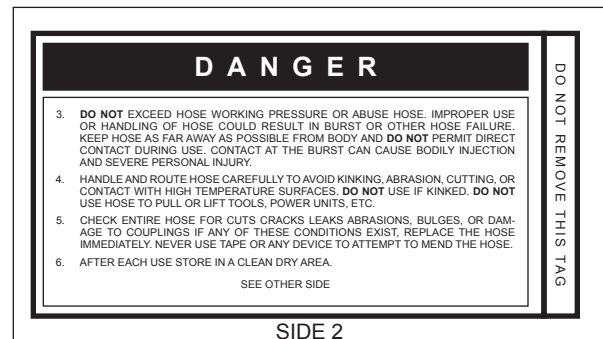 DANGER
3. DO NOT EXCEED HOSE WORKING PRESSURE OR ABUSE HOSE. IMPROPER USE
OR HANDLING OF HOSE COULD RESULT IN BURST OR OTHER HOSE FAILURE.
KEEP HOSE AS FAR AWAY AS POSSIBLE FROM BODY AND DO NOT PERMIT DIRECT
CONTACT DURING USE. CONTACT AT THE BURST CAN CAUSE BODILY INJECTION
AND SEVERE PERSONAL INJURY.
4. HANDLE AND ROUTE HOSE CAREFULLY TO AVOID KINKING, ABRASION, CUTTING, OR
CONTACT WITH HIGH TEMPERATURE SURFACES. DO NOT USE IF KINKED. DO NOT
USE HOSE TO PULL OR LIFT TOOLS, POWER UNITS, ETC.
5. CHECK ENTIRE HOSE FOR CUTS CRACKS LEAKS ABRASIONS, BULGES, OR DAM-
AGE TO COUPLINGS IF ANY OF THESE CONDITIONS EXIST, REPLACE THE HOSE
IMMEDIATELY. NEVER USE TAPE OR ANY DEVICE TO ATTEMPT TO MEND THE HOSE.
6. AFTER EACH USE STORE IN A CLEAN DRY AREA.
SEE OTHER SIDE
DO NOT REMOVE THIS TAG
SIDE 2